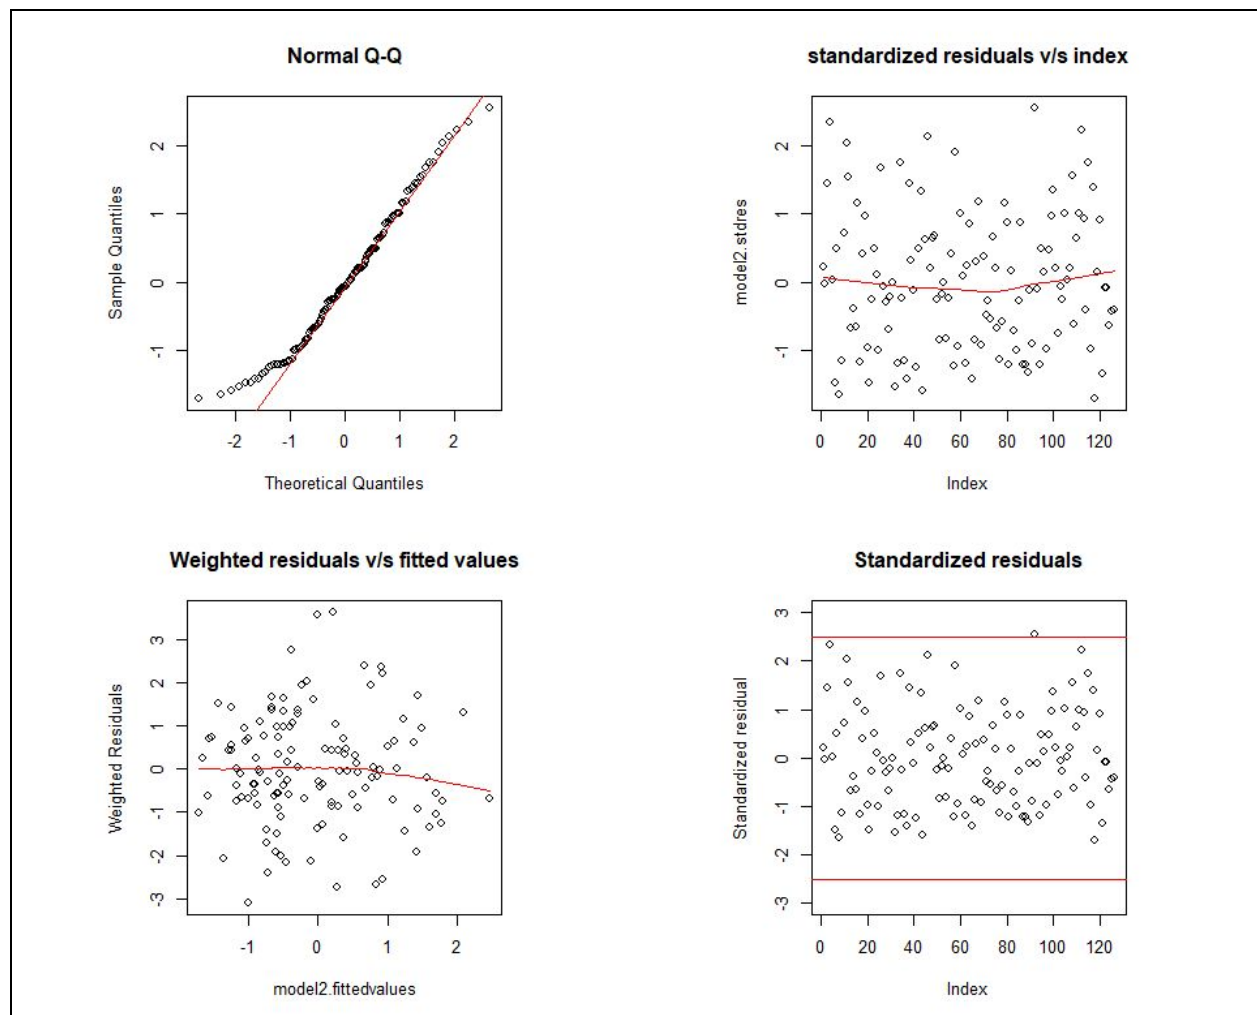 Normal Q-Q
Sample Quantiles
2
1
0
-1
-2 -1 0 1 2
Theoretical Quantiles
standardized residuals v/s index
model2.stdres
2
1
0
-1
0 20 40 60 80 100 120
Index
Weighted residuals v/s fitted values
Weighted Residuals
3
2
1
0
-1
-2
-3
-1 0 1 2
model2.fittedvalues
Standardized residuals
Standardized residual
3
2
1
0
-1
-2
-3
0 20 40 60 80 100 120
Index